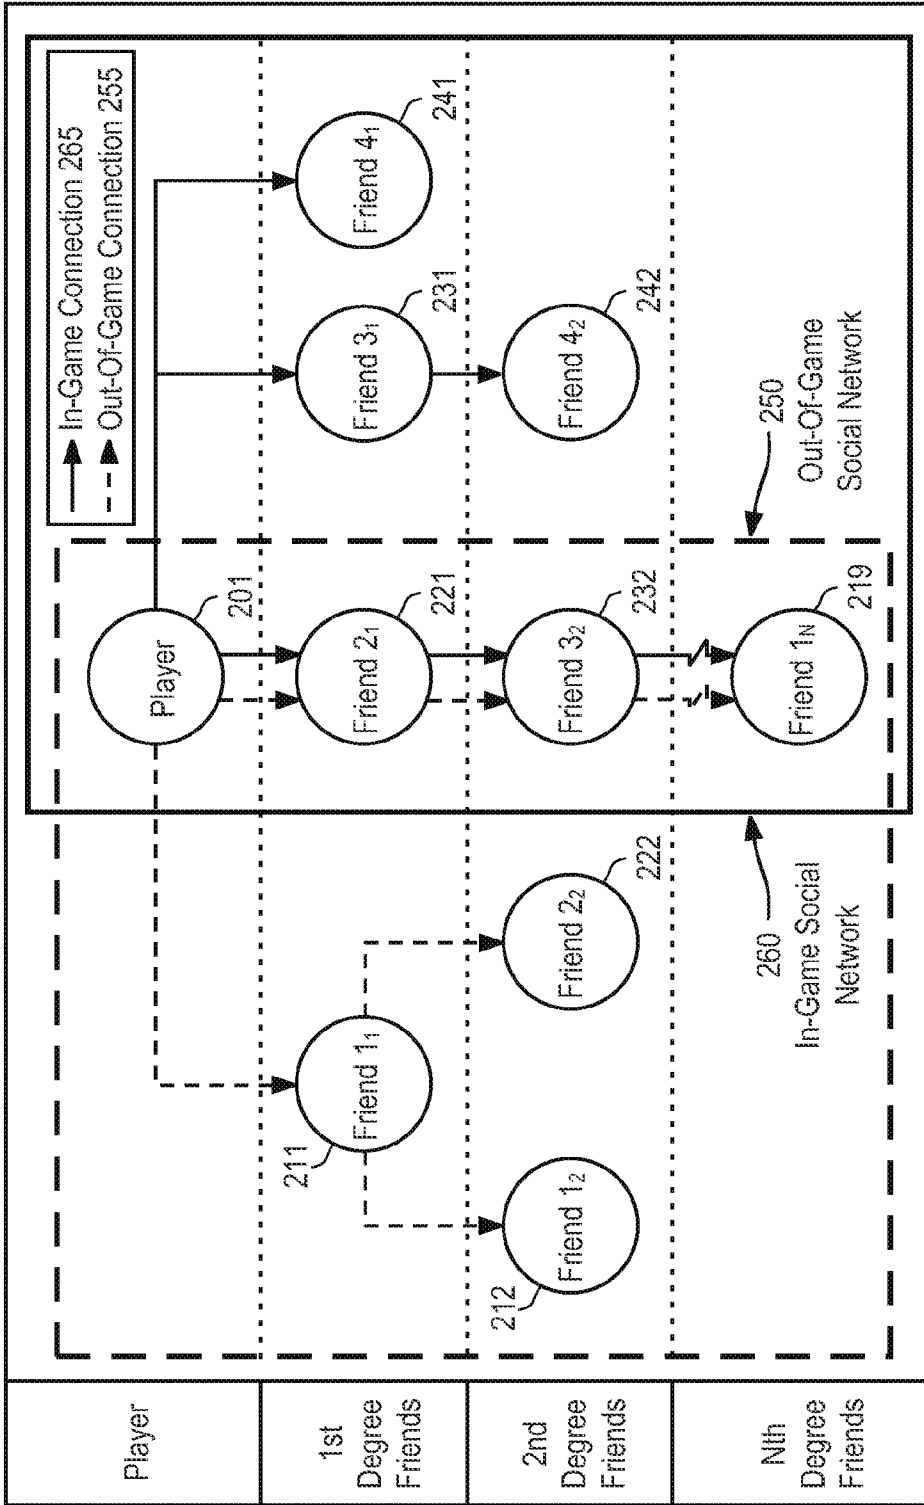 Player
1st
Degree
Friends
2nd
Degree
Friends
Nth
Degree
Friends
In-Game Connection 265
Out-Of-Game Connection 255
Player
201
211
Friend 1₁
Friend 2₁
221
Friend 3₁
231
Friend 4₁
241
212
Friend 1₂
Friend 2₂
222
Friend 3₂
232
Friend 4₂
242
260
In-Game Social
Network
Friend 1N
219
250
Out-Of-Game
Social Network